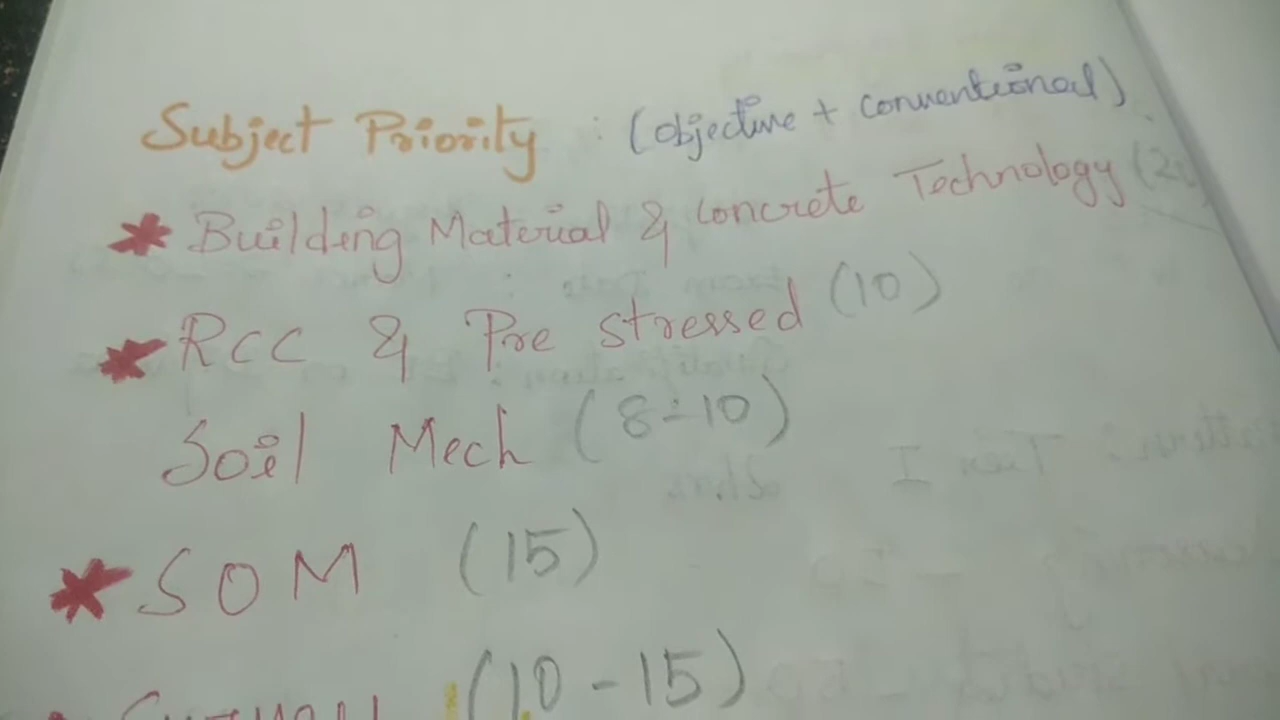 Subject Priority : (objective + conventional)
* Building Material & concrete Technology
* RCC & Pre stressed (10)
Soil Mech (8-10)
* SOM (15)
(10-15)